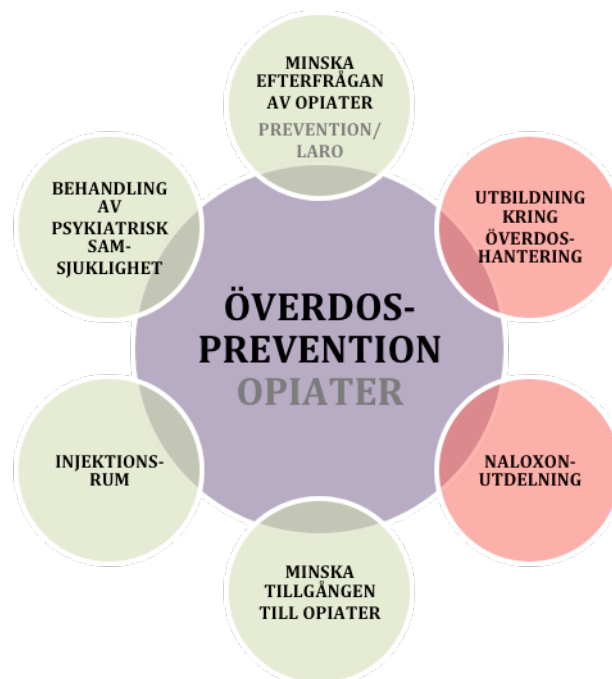 MINSKA
EFTERFRÅGAN
AV OPIATER
PREVENTION/
LARO
BEHANDLING
AV
PSYKIATRISK
SAM-
SJUKLIGHET
UTBILDNING
KRING
ÖVERDOS-
HANTERING
ÖVERDOS-
PREVENTION
OPIATER
INJEKTIONS-
RUM
NALOXON-
UTDELNING
MINSKA
TILLGÅNGEN
TILL OPIATER